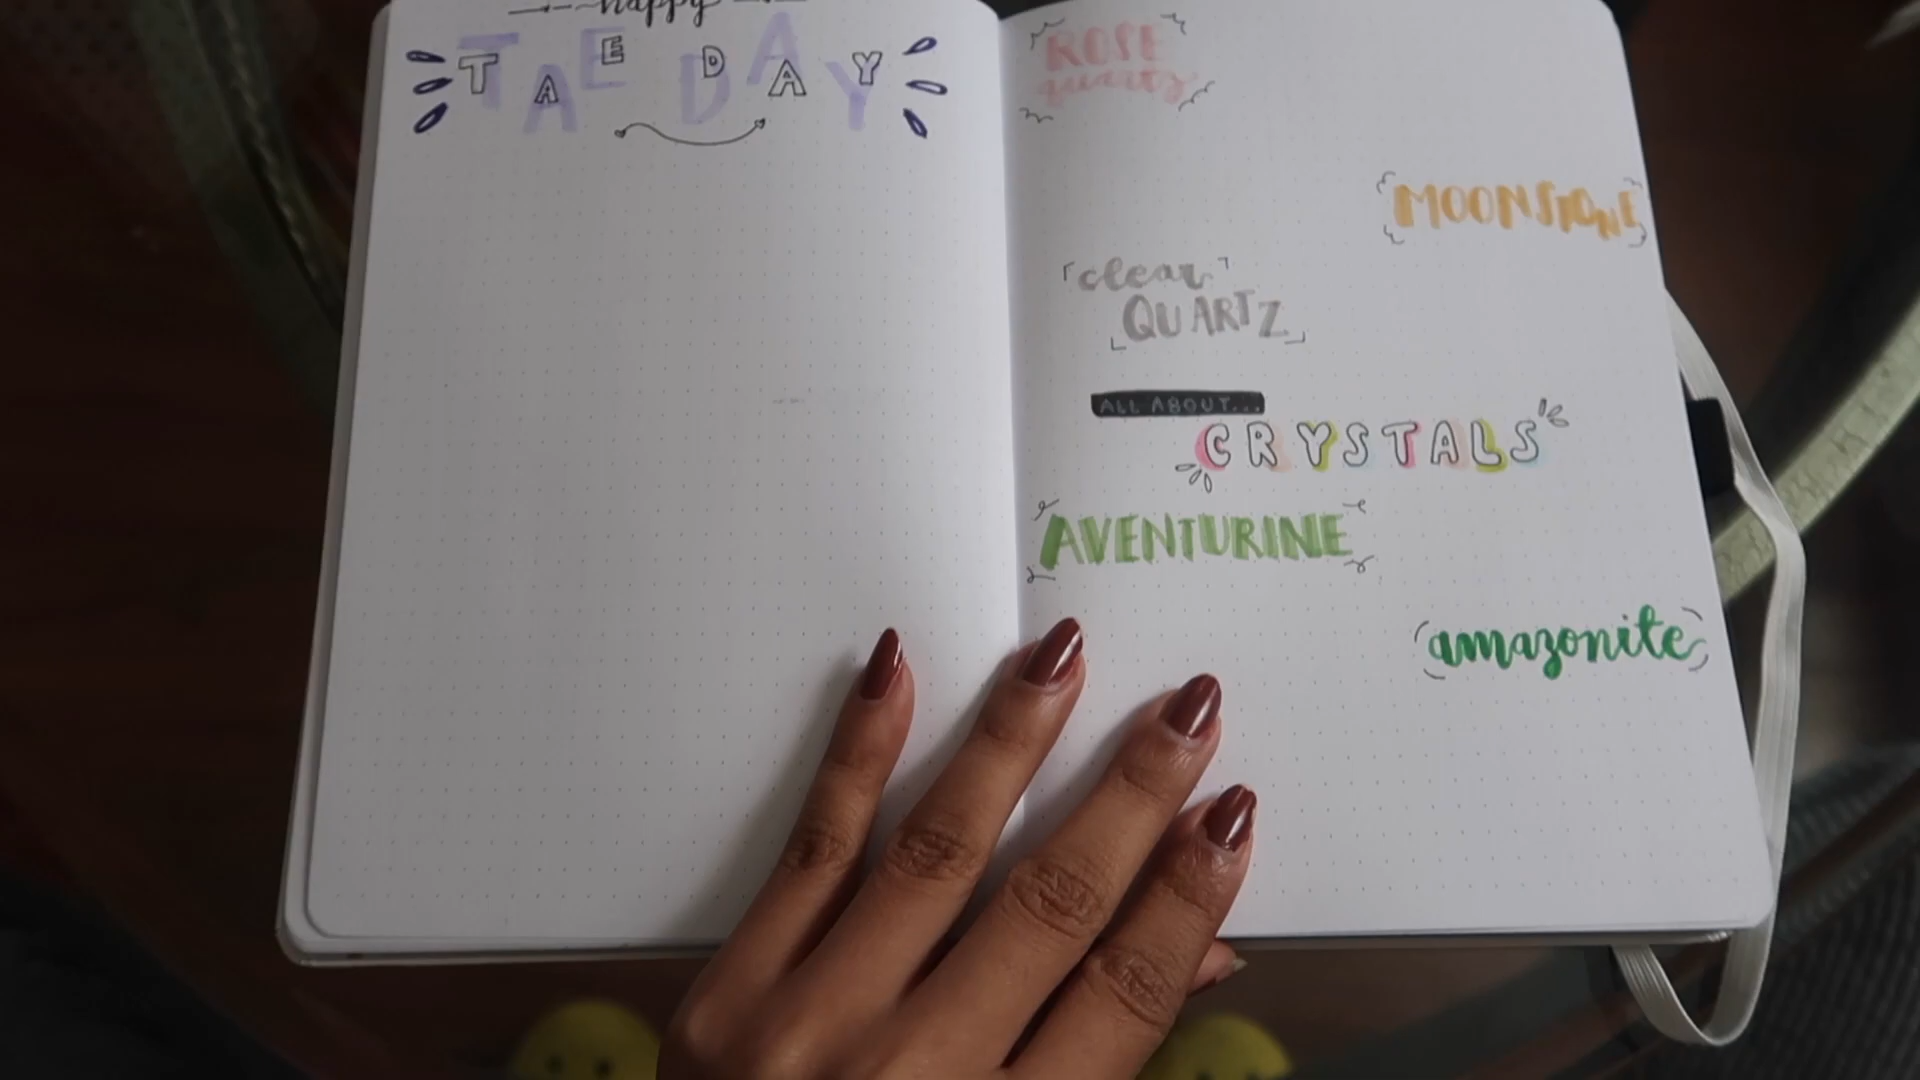 happy
TAE DAY
ROSE
quartz
MOONSTONE
clear
QUARTZ
ALL ABOUT...
CRYSTALS
AVENTURINE
amazonite